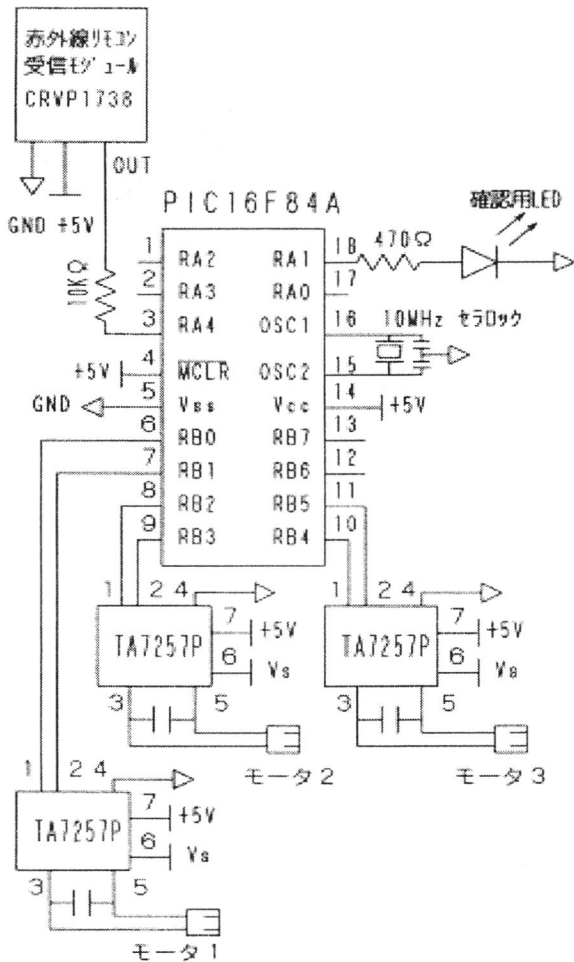 赤外線リモコン
受信モジュール
CRVP1738
OUT
GND +5V
10KΩ
PIC16F84A
確認用LED
1 RA2 RA1 18 470Ω
2 RA3 RA0 17
3 RA4 OSC1 16 10MHz セラロック
+5V 4 MCLR OSC2 15
GND 5 Vss Vcc 14 +5V
6 RB0 RB7 13
7 RB1 RB6 12
8 RB2 RB5 11
9 RB3 RB4 10
1 2 4
TA7257P
7 +5V
6 Vs
3 5
モータ2
1 2 4
TA7257P
7 +5V
6 Vs
3 5
モータ3
1 2 4
TA7257P
7 +5V
6 Vs
3 5
モータ1